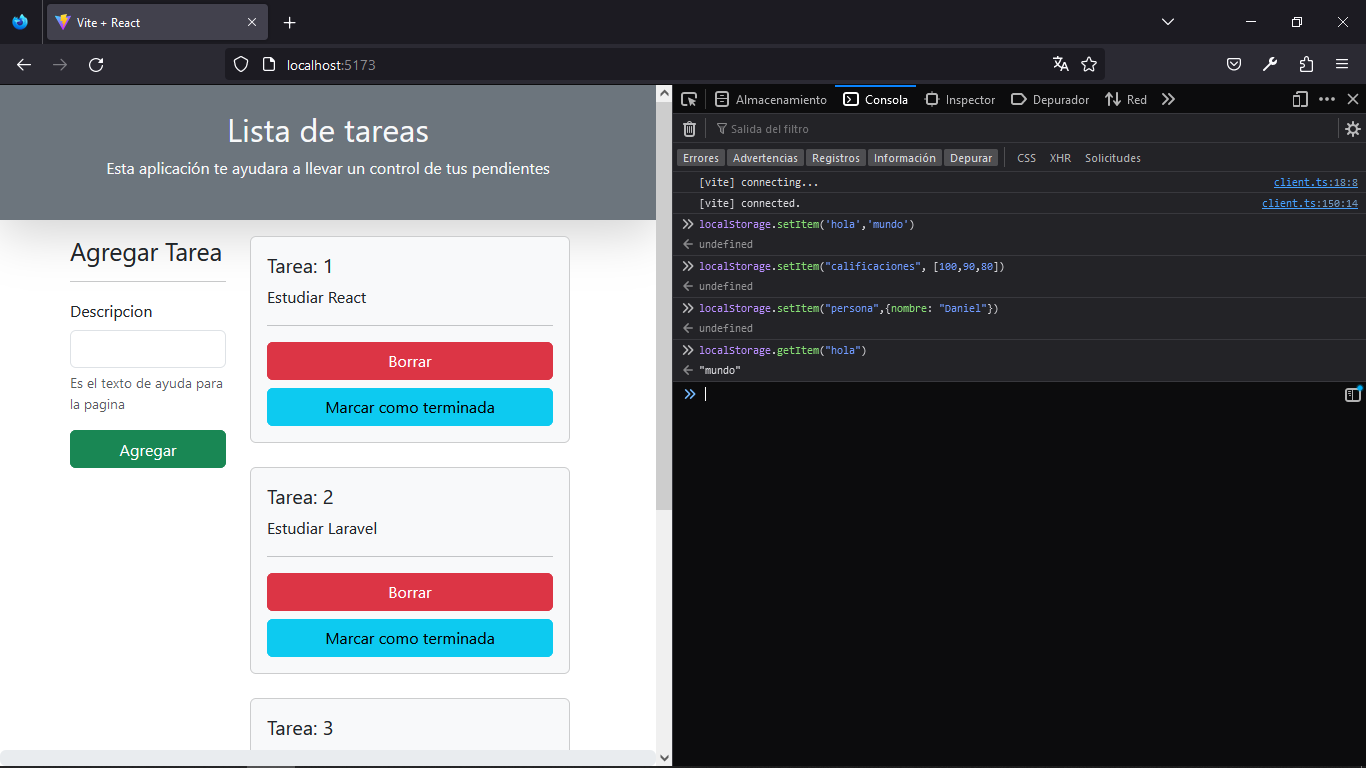 Vite + React
localhost:5173
Lista de tareas
Esta aplicación te ayudara a llevar un control de tus pendientes
Agregar Tarea
Descripcion
Es el texto de ayuda para
la pagina
Agregar
Tarea: 1
Estudiar React
Borrar
Marcar como terminada
Tarea: 2
Estudiar Laravel
Borrar
Marcar como terminada
Tarea: 3
Almacenamiento Consola Inspector Depurador Red
Salida del filtro
Errores Advertencias Registros Información Depurar CSS XHR Solicitudes
[vite] connecting... client.ts:18:8
[vite] connected. client.ts:150:14
localStorage.setItem('hola','mundo')
undefined
localStorage.setItem("calificaciones", [100,90,80])
undefined
localStorage.setItem("persona",{nombre: "Daniel"})
undefined
localStorage.getItem("hola")
"mundo"